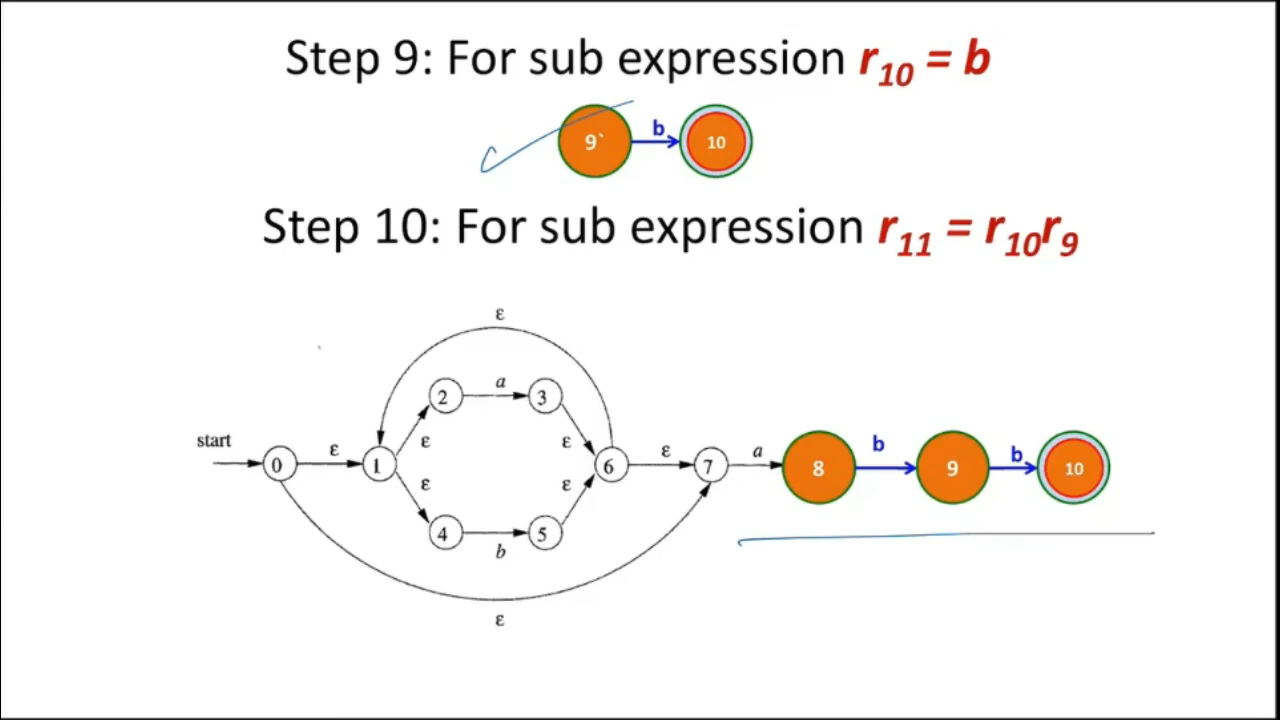 Step 9: For sub expression r10 = b
9` b 10
Step 10: For sub expression r11 = r10r9
ε
2 a 3
start
ε ε ε ε a b b
0 1 6 7 8 9 10
ε ε
4 b 5
ε